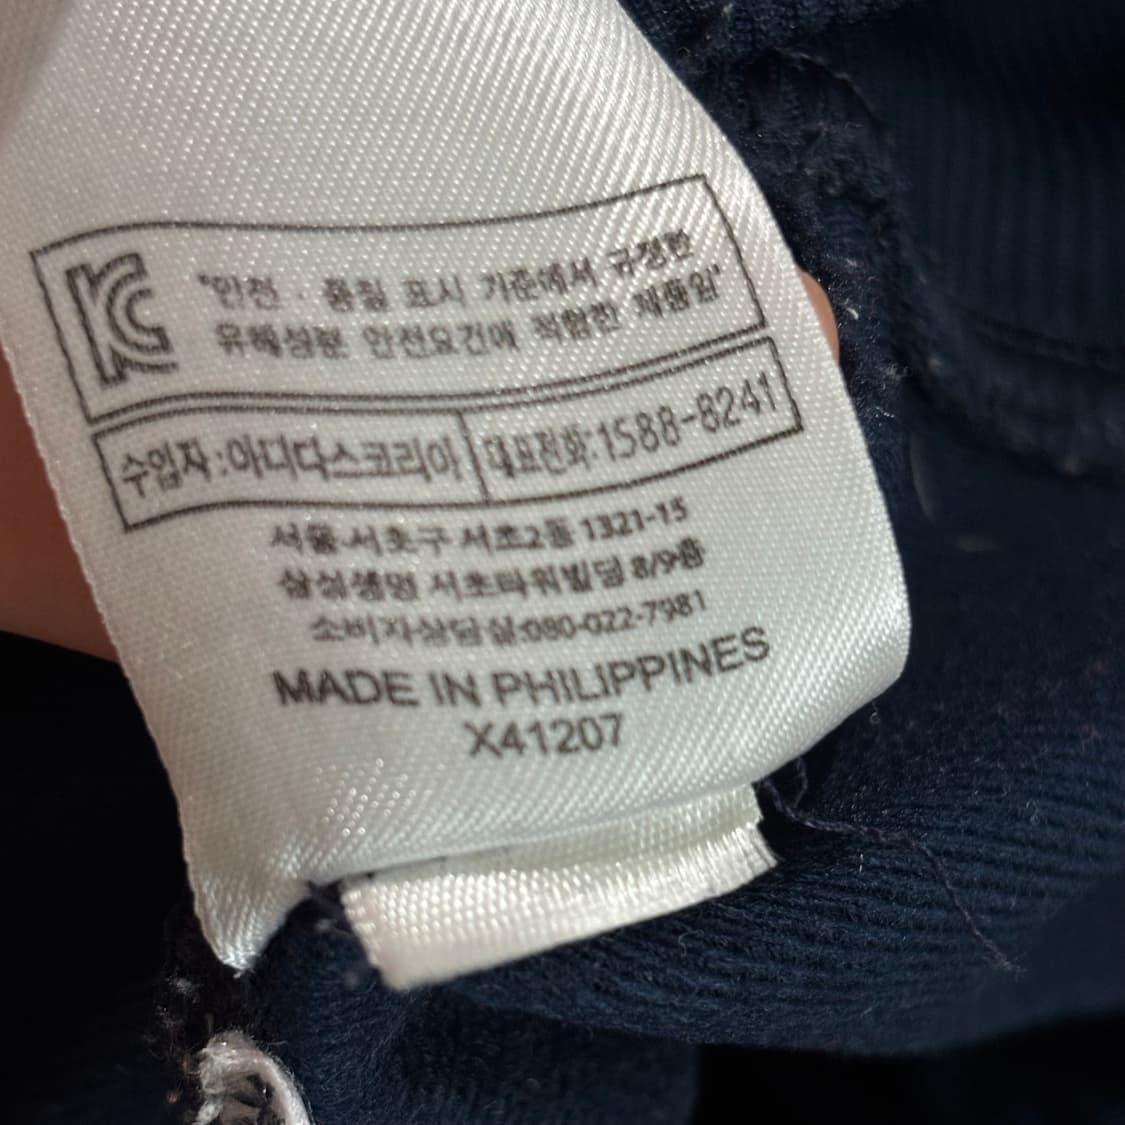 KC
"안전 · 품질 표시 기준에서 규정한
유해성분 안전요건에 적합한 제품임"
수입자:아디다스코리아 대표전화:1588-8241
서울 서초구 서초2동 1321-15
삼성생명 서초타워빌딩 8/9층
소비자상담실:080-022-7981
MADE IN PHILIPPINES
X41207